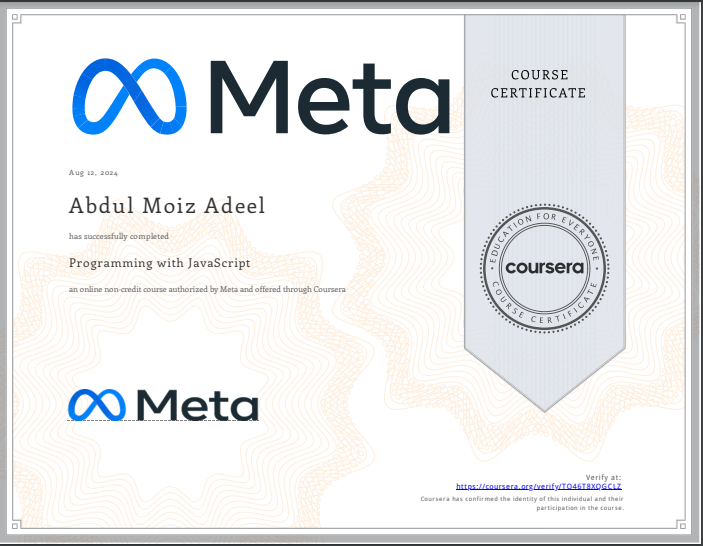 Meta
COURSE
CERTIFICATE
Aug 12, 2024
Abdul Moiz Adeel
has successfully completed
Programming with JavaScript
an online non-credit course authorized by Meta and offered through Coursera
EDUCATION FOR EVERYONE
coursera
COURSE CERTIFICATE
Meta
Verify at:
https://coursera.org/verify/TO46T8XQGCLZ
Coursera has confirmed the identity of this individual and their
participation in the course.